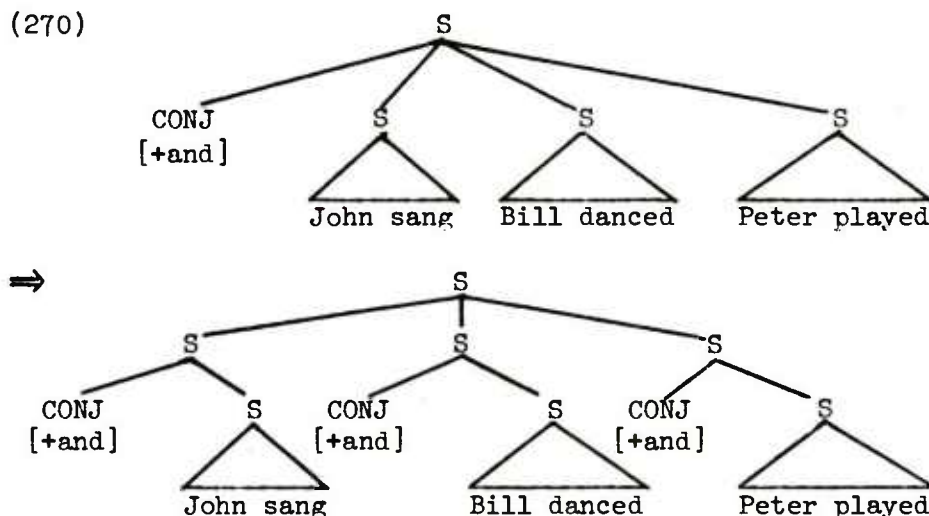 (270)
S
CONJ S S S
[+and]
John sang Bill danced Peter played
⇒
S
S S S
CONJ S CONJ S CONJ S
[+and] [+and] [+and]
John sang Bill danced Peter played